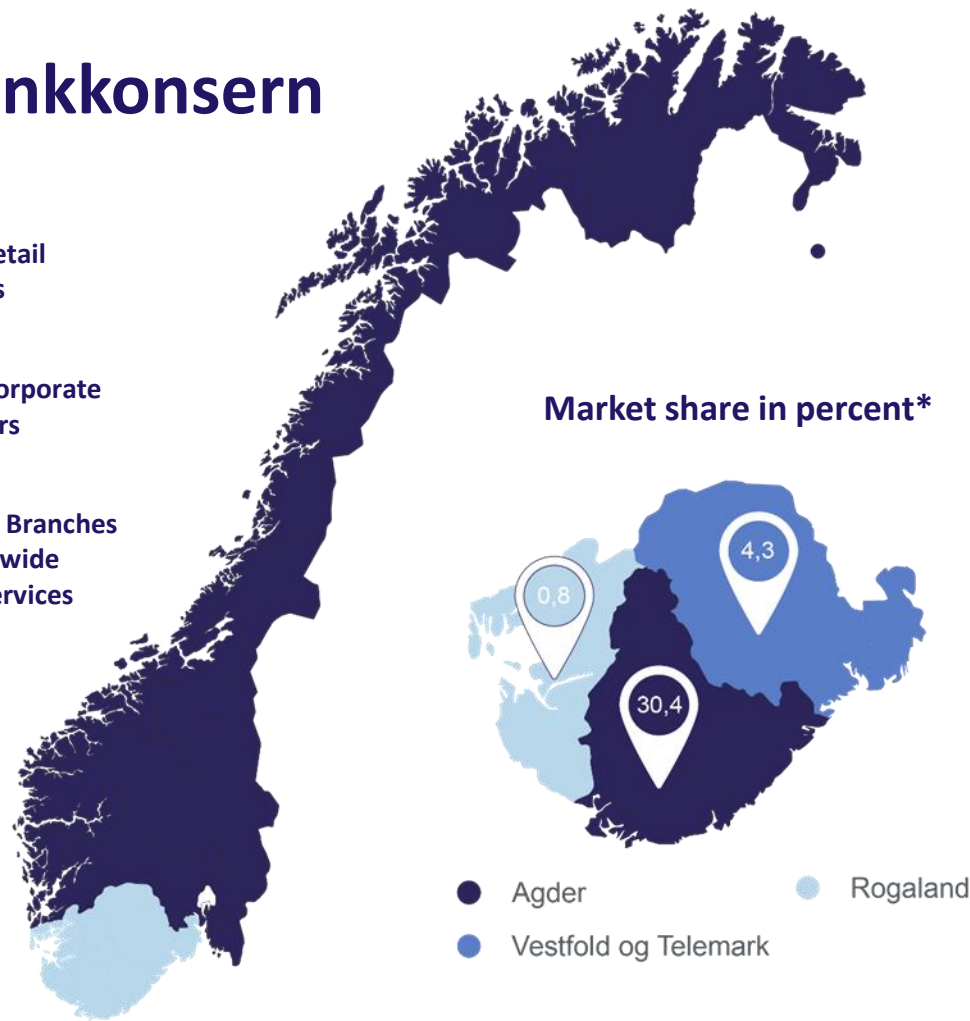 nkkonsern
etail
s
orporate
rs
Branches
wide
ervices
Market share in percent*
4,3
0,8
30,4
Agder
Rogaland
Vestfold og Telemark